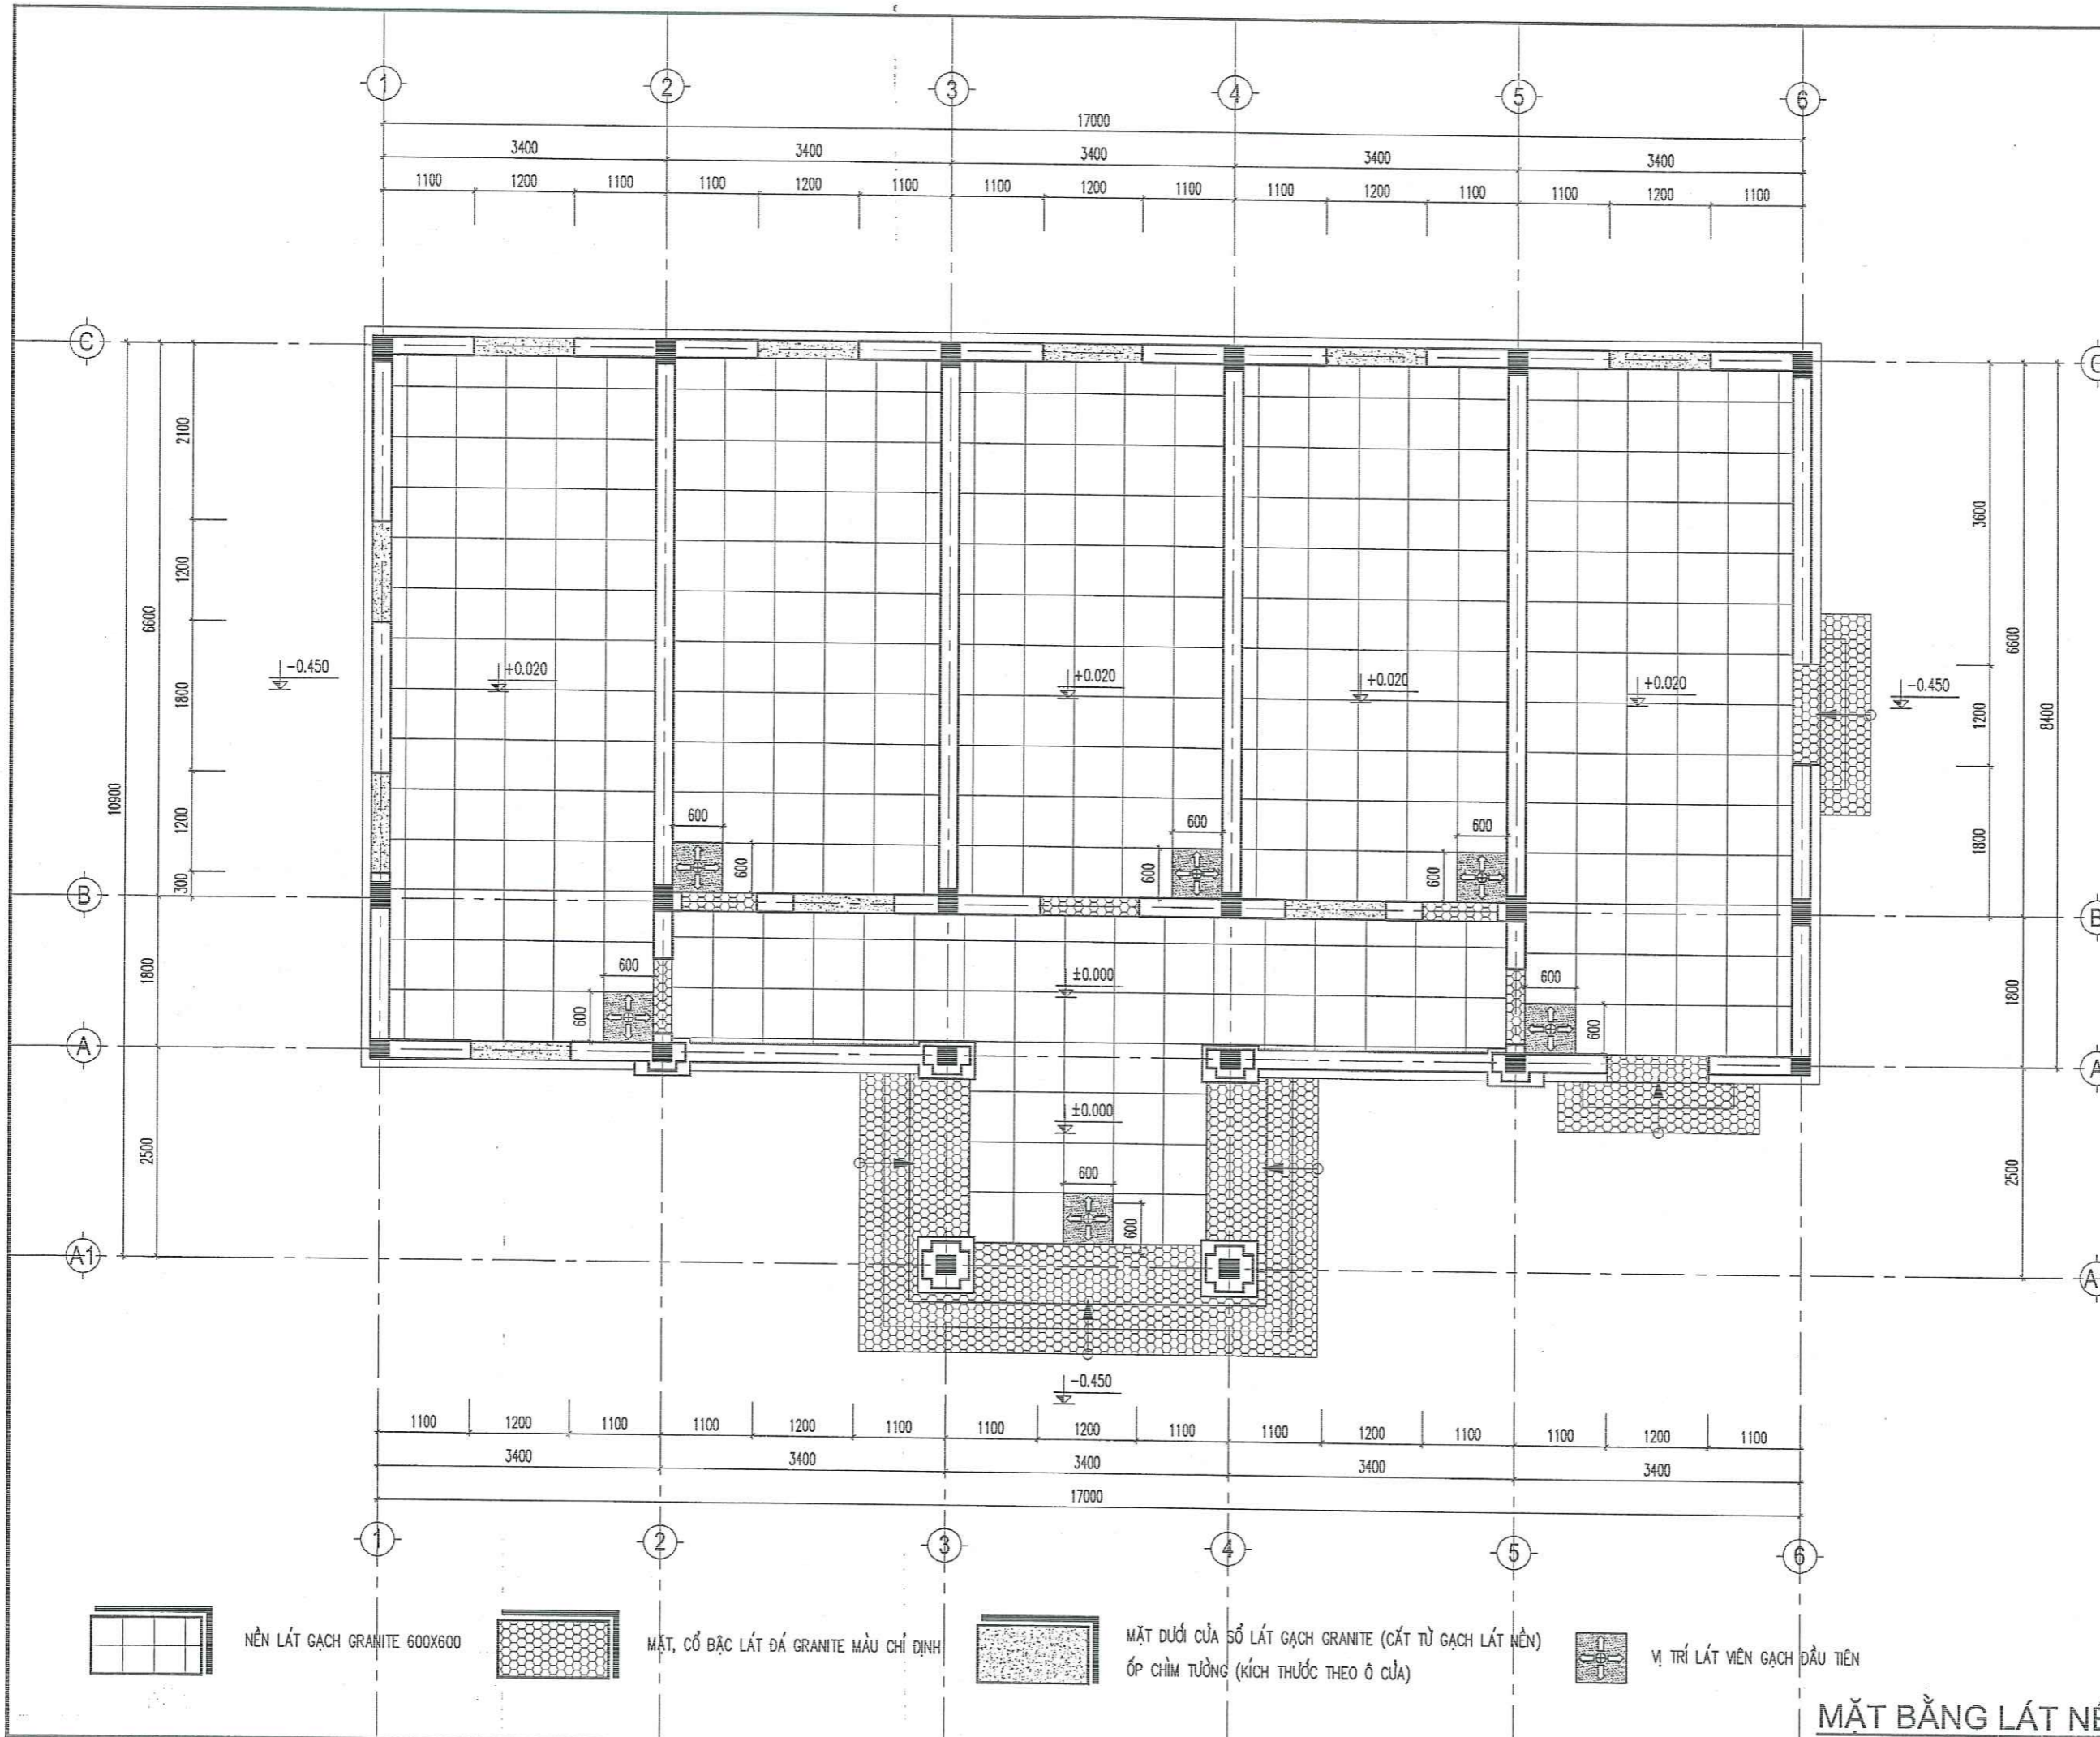 1 2 3 4 5 6
17000
3400 3400 3400 3400 3400
1100 1200 1100 1100 1200 1100 1100 1200 1100 1100 1200 1100 1100 1200 1100
C
2100
3600
1200
6600
6600
-0.450 +0.020 +0.020 +0.020 +0.020 -0.450
1800
1200
8400
10900
600 600 600
1200
600 600 600
1800
300
B B
600 ±0.000 600
1800 1800
600 600
A A
±0.000
2500 2500
600
600
A1
-0.450
1100 1200 1100 1100 1200 1100 1100 1200 1100 1100 1200 1100 1100 1200 1100
3400 3400 3400 3400 3400
17000
1 2 3 4 5 6
NỀN LÁT GẠCH GRANITE 600X600
MẶT, CỔ BẬC LÁT ĐÁ GRANITE MÀU CHỈ ĐỊNH
MẶT DƯỚI CỬA SỔ LÁT GẠCH GRANITE (CẮT TỪ GẠCH LÁT NỀN)
ỐP CHÌM TƯỜNG (KÍCH THƯỚC THEO Ô CỬA)
VỊ TRÍ LÁT VIÊN GẠCH ĐẦU TIÊN
MẶT BẰNG LÁT